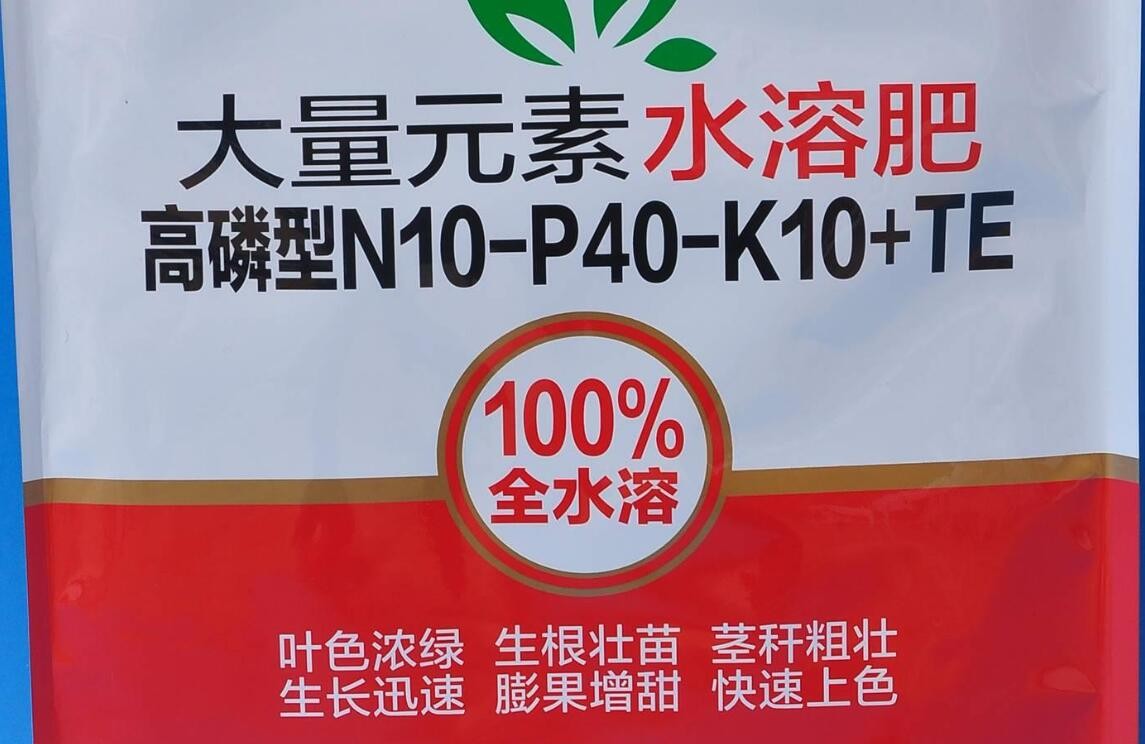 大量元素水溶肥
高磷型N10-P40-K10+TE
100%
全水溶
叶色浓绿 生根壮苗 茎秆粗壮
生长迅速 膨果增甜 快速上色